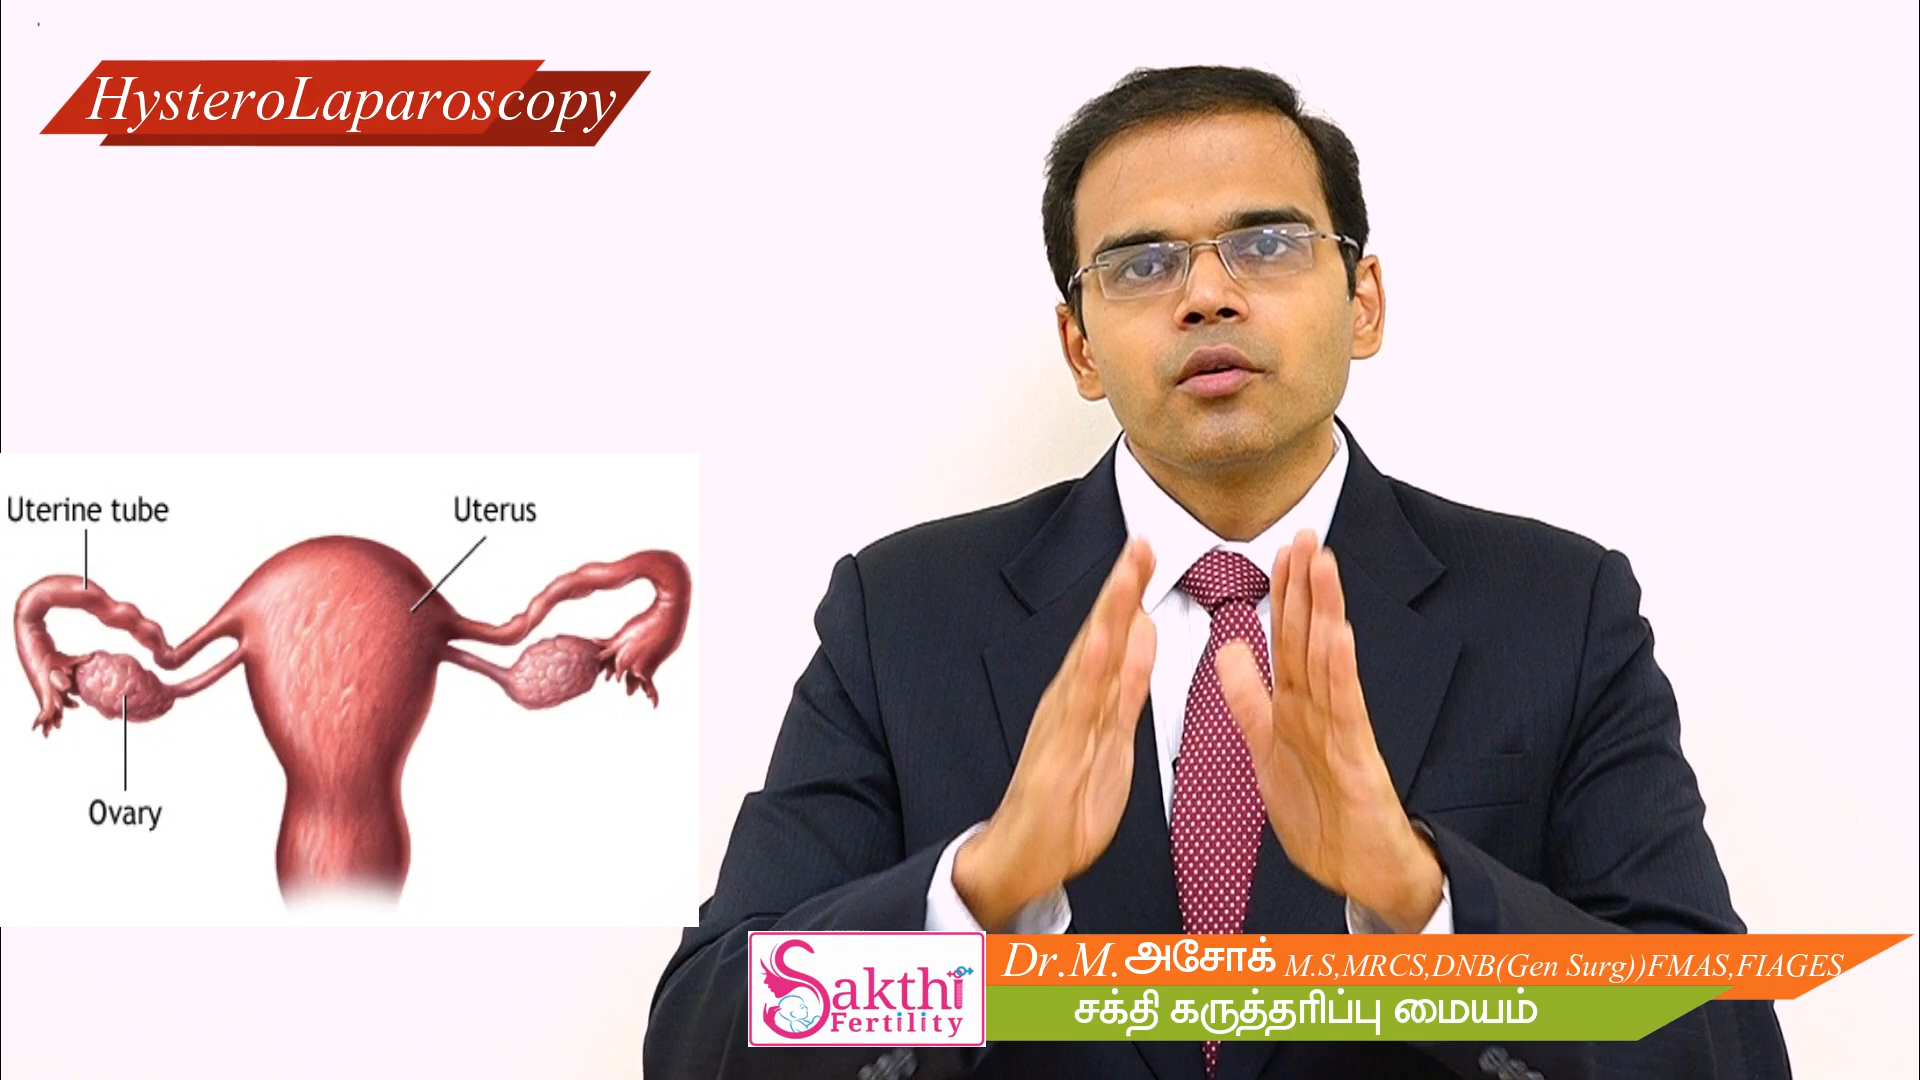 HysteroLaparoscopy
Uterine tube
Uterus
Ovary
Sakthi
Fertility
Dr.M.அசோக் M.S,MRCS,DNB(Gen Surg))FMAS,FIAGES
சக்தி கருத்தரிப்பு மையம்